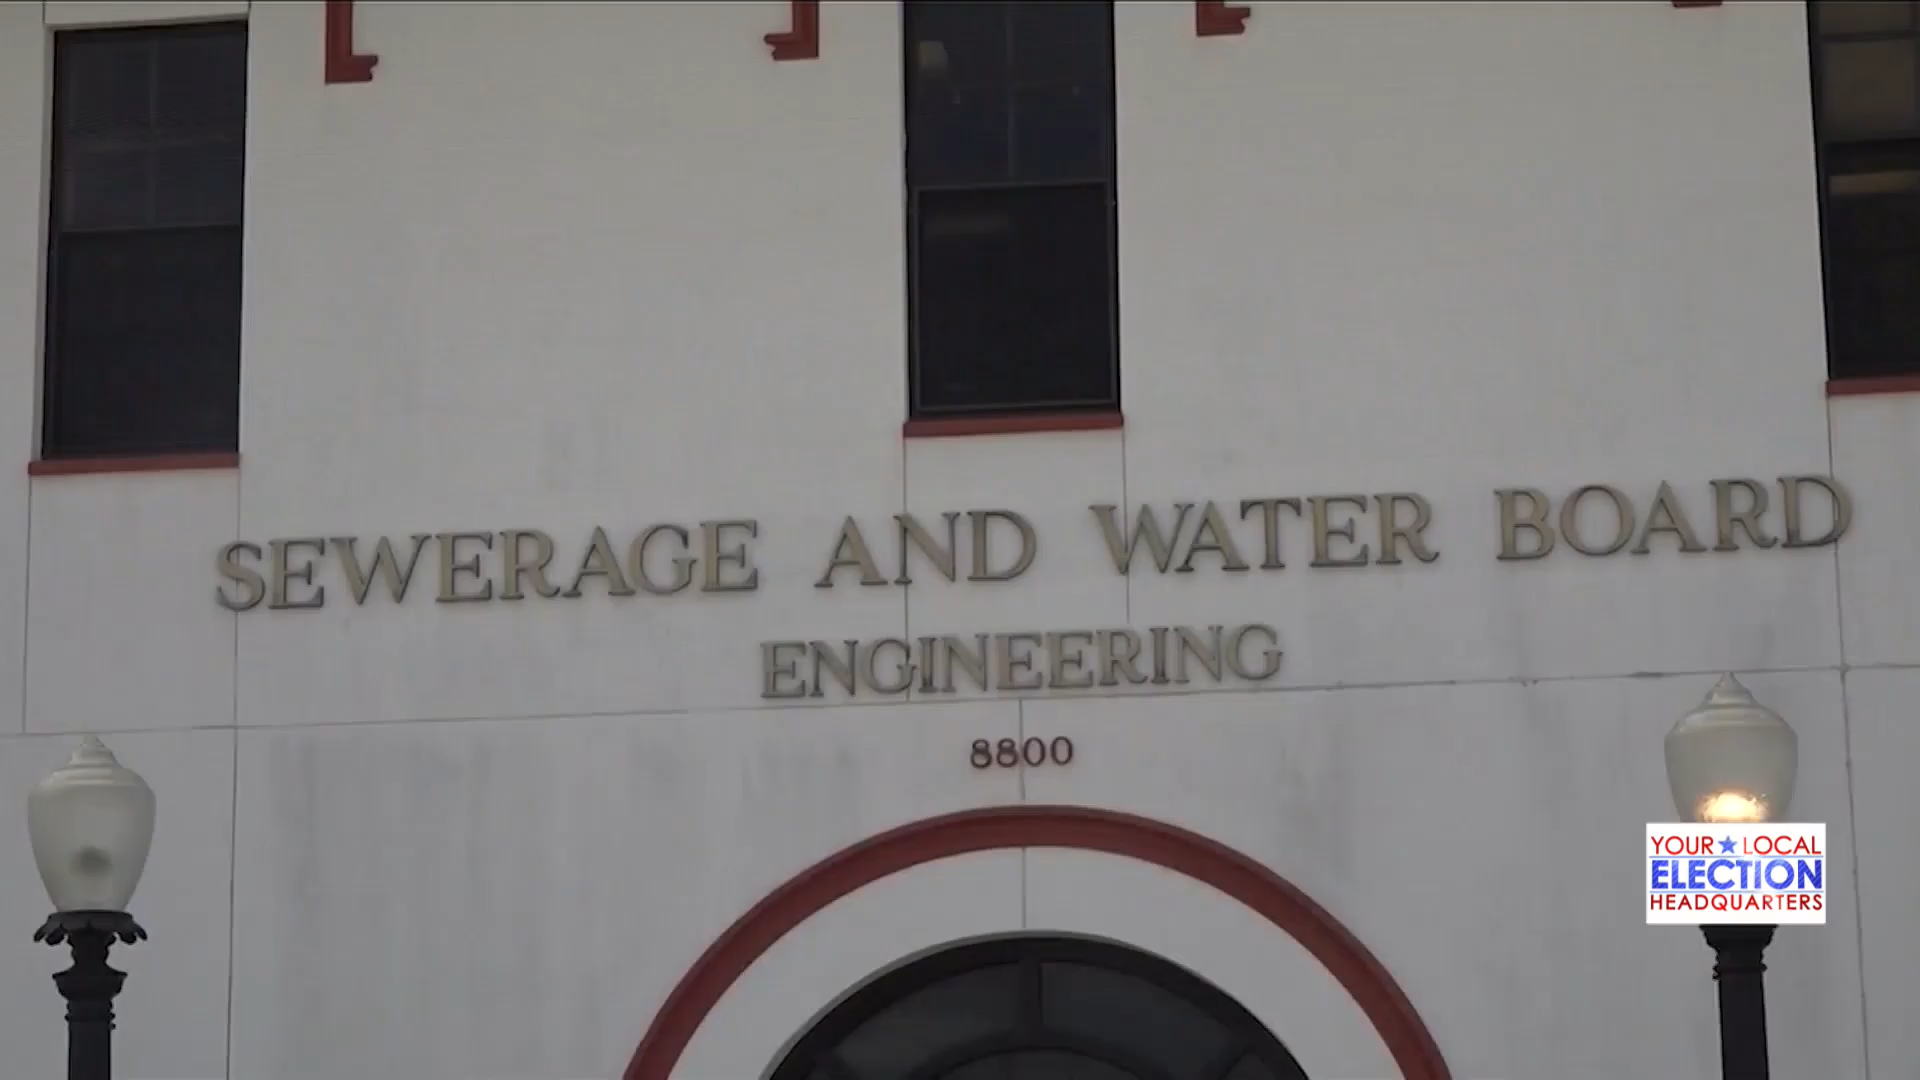 SEWERAGE AND WATER BOARD
ENGINEERING
8800
YOUR LOCAL
ELECTION
HEADQUARTERS